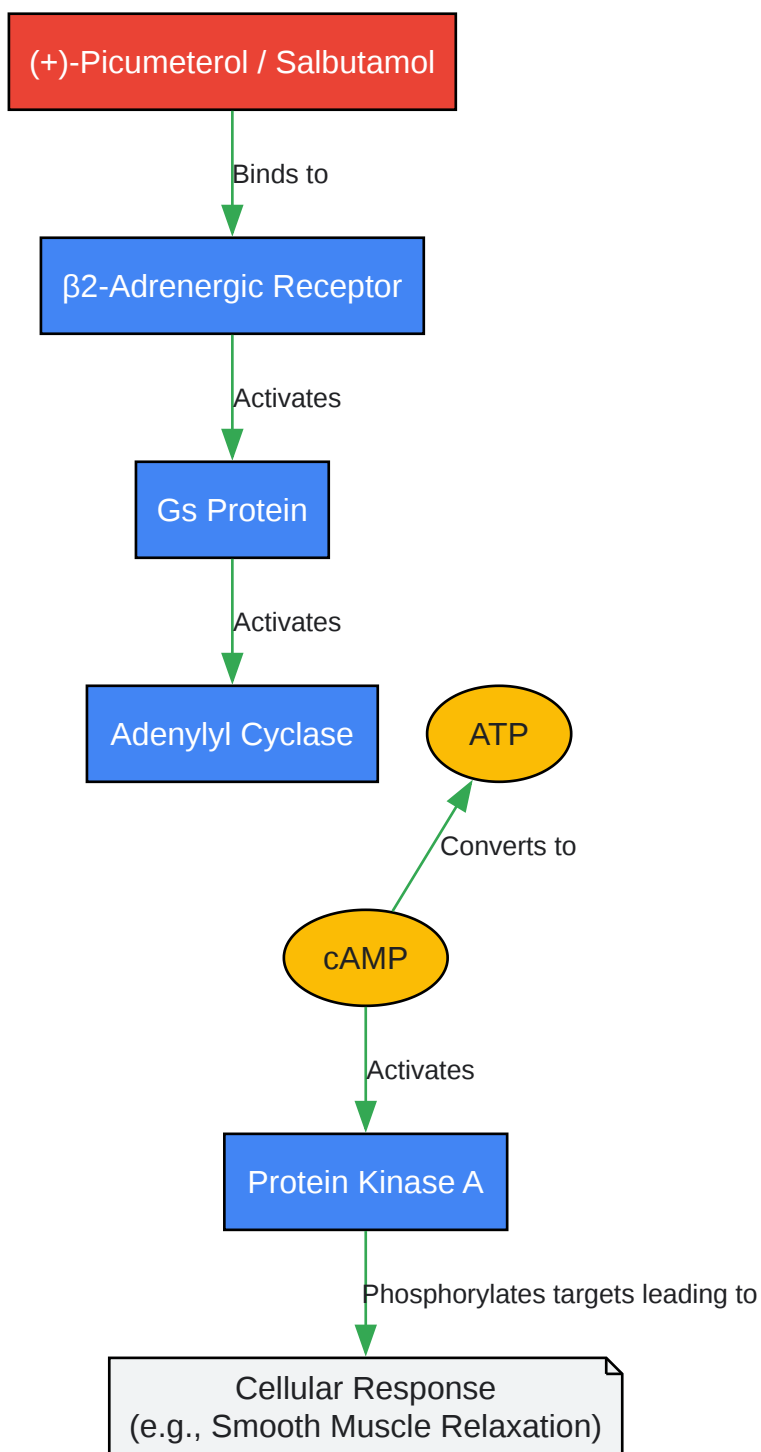 (+)-Picumeterol / Salbutamol
Binds to
β2-Adrenergic Receptor
Activates
Gs Protein
Activates
Adenylyl Cyclase
ATP
Converts to
cAMP
Activates
Protein Kinase A
Phosphorylates targets leading to
Cellular Response
(e.g., Smooth Muscle Relaxation)